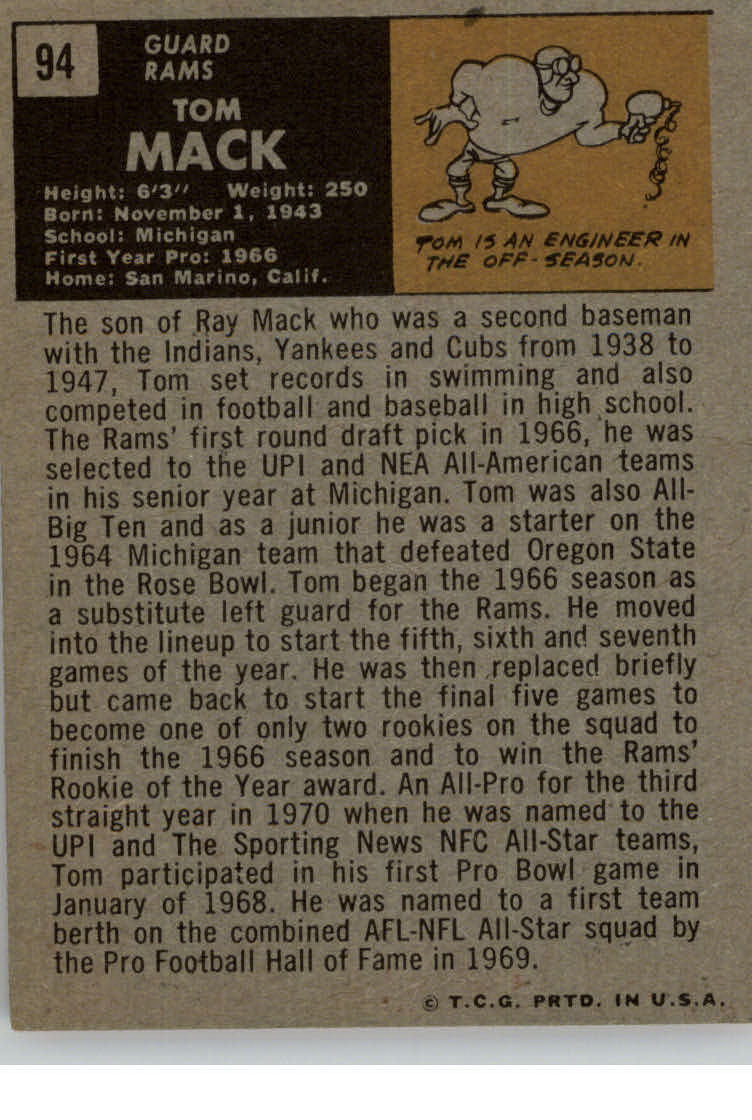 94
GUARD
RAMS
TOM
MACK
Height: 6'3" Weight: 250
Born: November 1, 1943
School: Michigan
First Year Pro: 1966
Home: San Marino, Calif.
TOM IS AN ENGINEER IN
THE OFF-SEASON.
The son of Ray Mack who was a second baseman
with the Indians, Yankees and Cubs from 1938 to
1947, Tom set records in swimming and also
competed in football and baseball in high school.
The Rams' first round draft pick in 1966, he was
selected to the UPI and NEA All-American teams
in his senior year at Michigan. Tom was also All-
Big Ten and as a junior he was a starter on the
1964 Michigan team that defeated Oregon State
in the Rose Bowl. Tom began the 1966 season as
a substitute left guard for the Rams. He moved
into the lineup to start the fifth, sixth and seventh
games of the year. He was then replaced briefly
but came back to start the final five games to
become one of only two rookies on the squad to
finish the 1966 season and to win the Rams'
Rookie of the Year award. An All-Pro for the third
straight year in 1970 when he was named to the
UPI and The Sporting News NFC All-Star teams,
Tom participated in his first Pro Bowl game in
January of 1968. He was named to a first team
berth on the combined AFL-NFL All-Star squad by
the Pro Football Hall of Fame in 1969.
© T.C.G. PRTD. IN U.S.A.